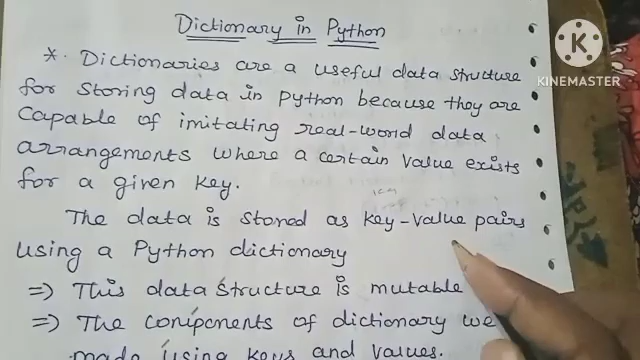 Dictionary in Python
K
KINEMASTER
* Dictionaries are a useful data structure
for storing data in Python because they are
capable of imitating real-world data
arrangements where a certain value exists
for a given key.
The data is stored as key-value pairs
using a Python dictionary
⇒ This data structure is mutable
⇒ The components of dictionary we
made using keys and values.